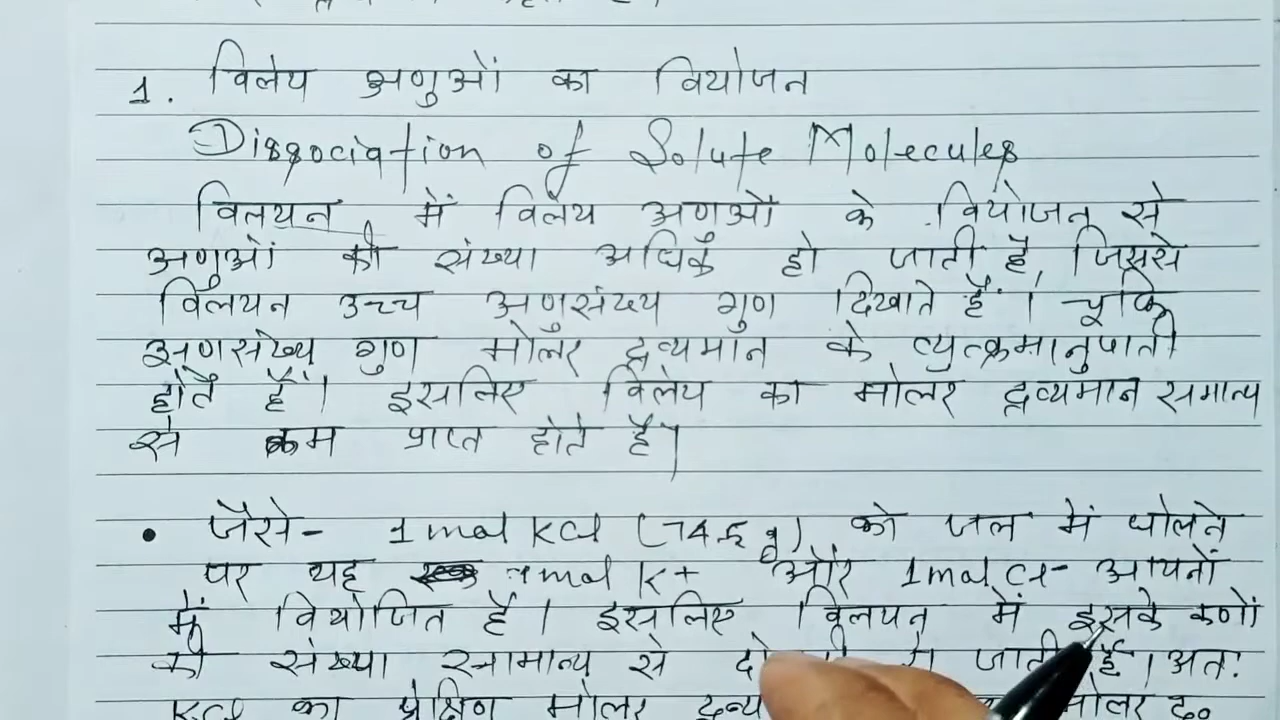 1. विलेय अणुओं का वियोजन
Dissociation of Solute Molecules
विलयन में विलेय अणुओं के वियोजन से
अणुओं की संख्या अधिक हो जाती है, जिससे
विलयन उच्च अणुसंख्य गुण दिखाते हैं। चूंकि
अणुसंख्य गुण मोलर द्रव्यमान के व्युत्क्रमानुपाती
होते हैं। इसलिए विलेय का मोलर द्रव्यमान समान्य
से कम प्राप्त होते है।
• जैसे- 1 mol KCl (74.5 g) को जल में घोलने
पर यह 1 mol K+ और 1 mol Cl- आयनों
में वियोजित है। इसलिए विलयन में इसके कणों
की संख्या सामान्य से जाती है। अतः
KCl का प्रेक्षिण मोलर मोलर द्र०